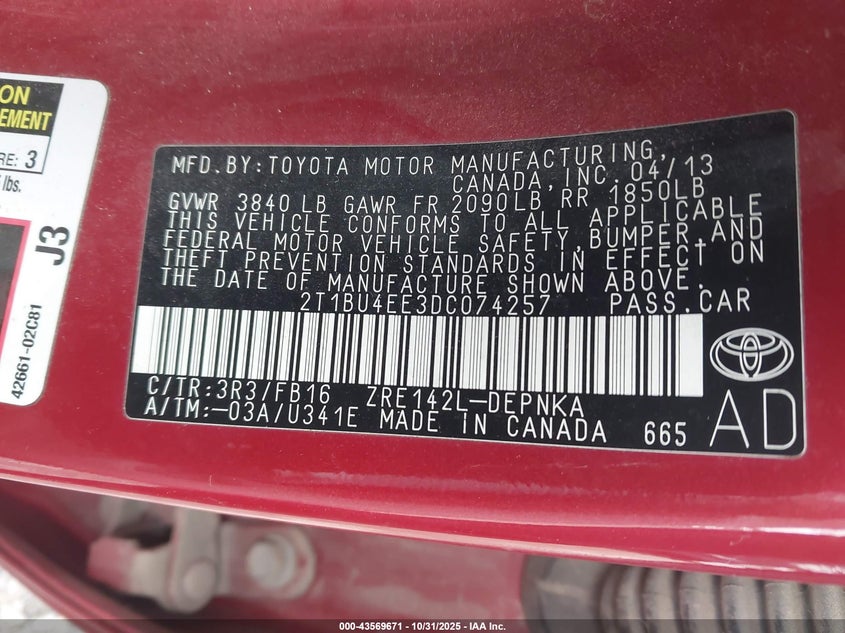 ON
EMENT
RE: 3
lbs.
J3
42661-02C81
MFD.BY:TOYOTA MOTOR MANUFACTURING,
CANADA,INC. 04/13
GVWR 3840 LB GAWR FR 2090LB RR 1850LB
THIS VEHICLE CONFORMS TO ALL APPLICABLE
FEDERAL MOTOR VEHICLE SAFETY,BUMPER AND
THEFT PREVENTION STANDARDS IN EFFECT ON
THE DATE OF MANUFACTURE SHOWN ABOVE.
2T1BU4EE3DC074257 PASS.CAR
C/TR:3R3/FB16 ZRE142L-DEPNKA
A/TM:-03A/U341E MADE IN CANADA 665
AD
000-43569671 - 10/31/2025 - IAA Inc.